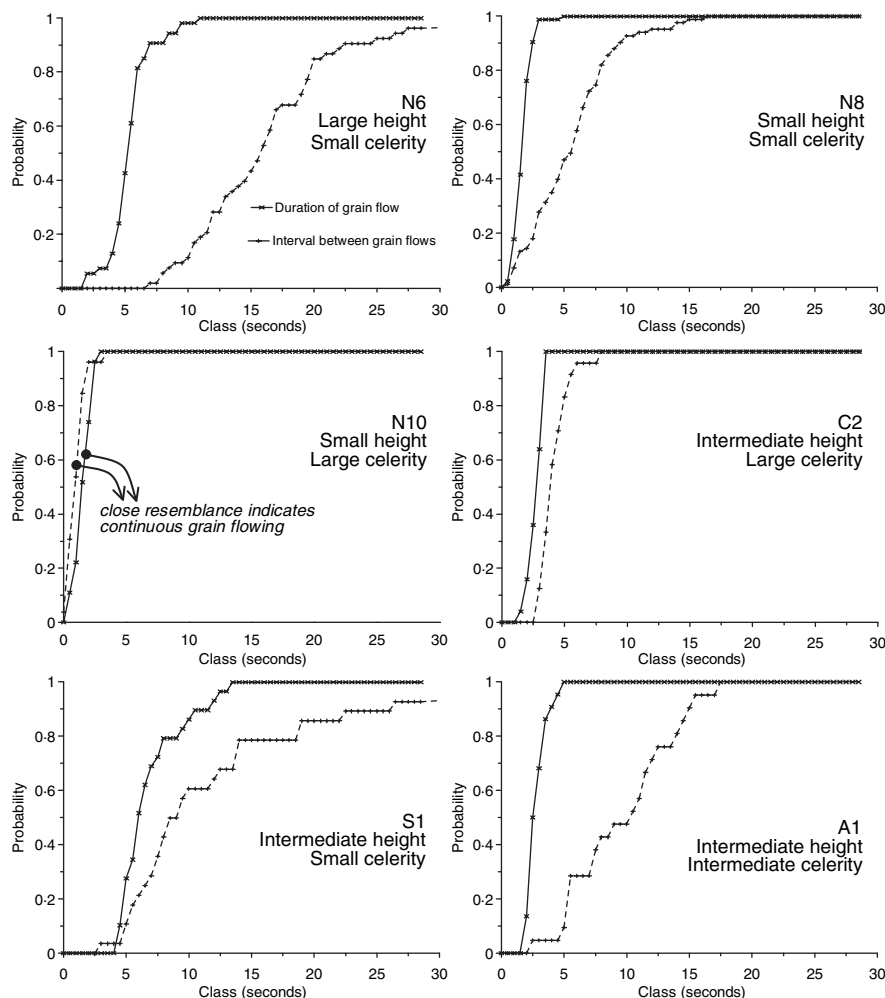 1
0·8
0·6
0·4
0·2
0
Probability
0 5 10 15 20 25 30
Class (seconds)
N6
Large height
Small celerity
Duration of grain flow
Interval between grain flows
1
0·8
0·6
0·4
0·2
0
Probability
0 5 10 15 20 25 30
Class (seconds)
N8
Small height
Small celerity
1
0·8
0·6
0·4
0·2
0
Probability
0 5 10 15 20 25 30
Class (seconds)
N10
Small height
Large celerity
close resemblance indicates
continuous grain flowing
1
0·8
0·6
0·4
0·2
0
Probability
0 5 10 15 20 25 30
Class (seconds)
C2
Intermediate height
Large celerity
1
0·8
0·6
0·4
0·2
0
Probability
0 5 10 15 20 25 30
Class (seconds)
S1
Intermediate height
Small celerity
1
0·8
0·6
0·4
0·2
0
Probability
0 5 10 15 20 25 30
Class (seconds)
A1
Intermediate height
Intermediate celerity